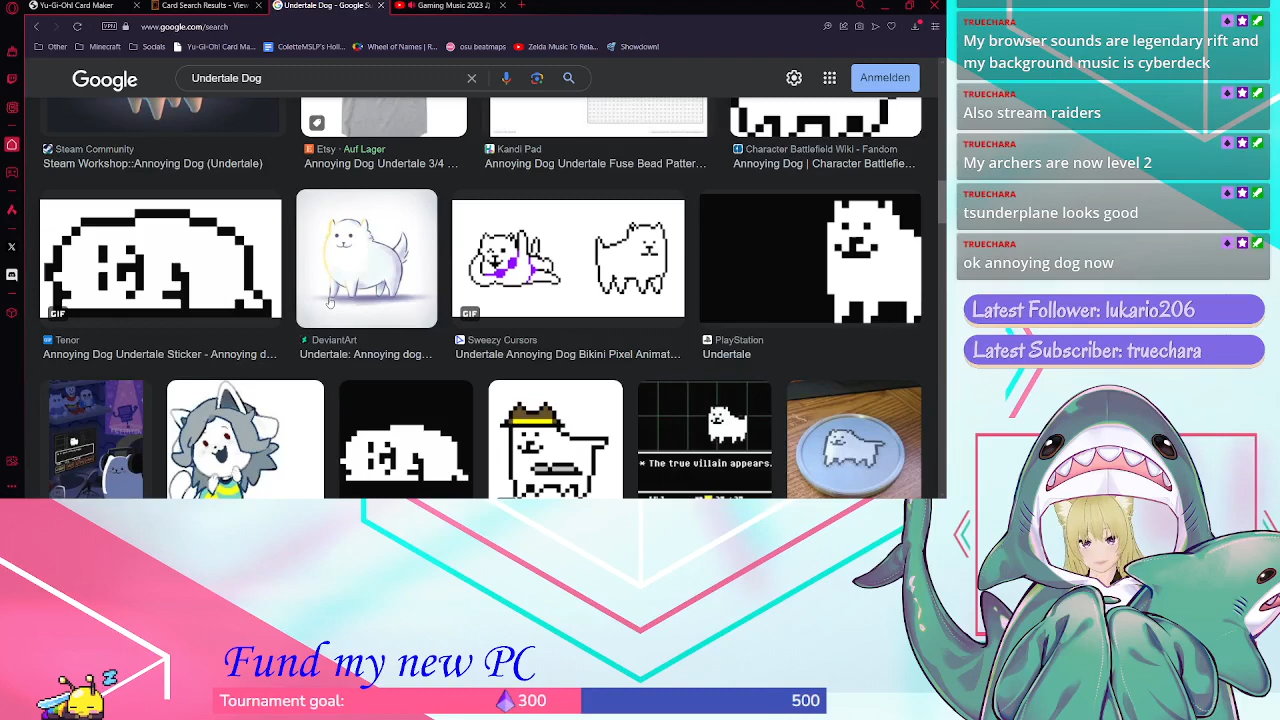 Yu-Gi-Oh! Card Maker
Card Search Results - View
Undertale Dog - Google Su
Gaming Music 2023 ♫
VPN
www.google.com/search
Other
Minecraft
Socials
Yu-Gi-Oh! Card Ma...
ColetteMSLP's Holl...
Wheel of Names | R...
osu beatmaps
Zelda Music To Rela...
Showdown!
Google
Undertale Dog
Anmelden
Steam Community
Steam Workshop::Annoying Dog (Undertale)
Etsy · Auf Lager
Annoying Dog Undertale 3/4 ...
Kandi Pad
Annoying Dog Undertale Fuse Bead Patter...
Character Battlefield Wiki - Fandom
Annoying Dog | Character Battlefie...
GIF
GIF
Tenor
Annoying Dog Undertale Sticker - Annoying d...
DeviantArt
Undertale: Annoying dog...
Sweezy Cursors
Undertale Annoying Dog Bikini Pixel Animat...
PlayStation
Undertale
* The true villain appears.
TRUECHARA
My browser sounds are legendary rift and
my background music is cyberdeck
TRUECHARA
Also stream raiders
TRUECHARA
My archers are now level 2
TRUECHARA
tsunderplane looks good
TRUECHARA
ok annoying dog now
Latest Follower: lukario206
Latest Subscriber: truechara
Fund my new PC
Tournament goal:
300
500